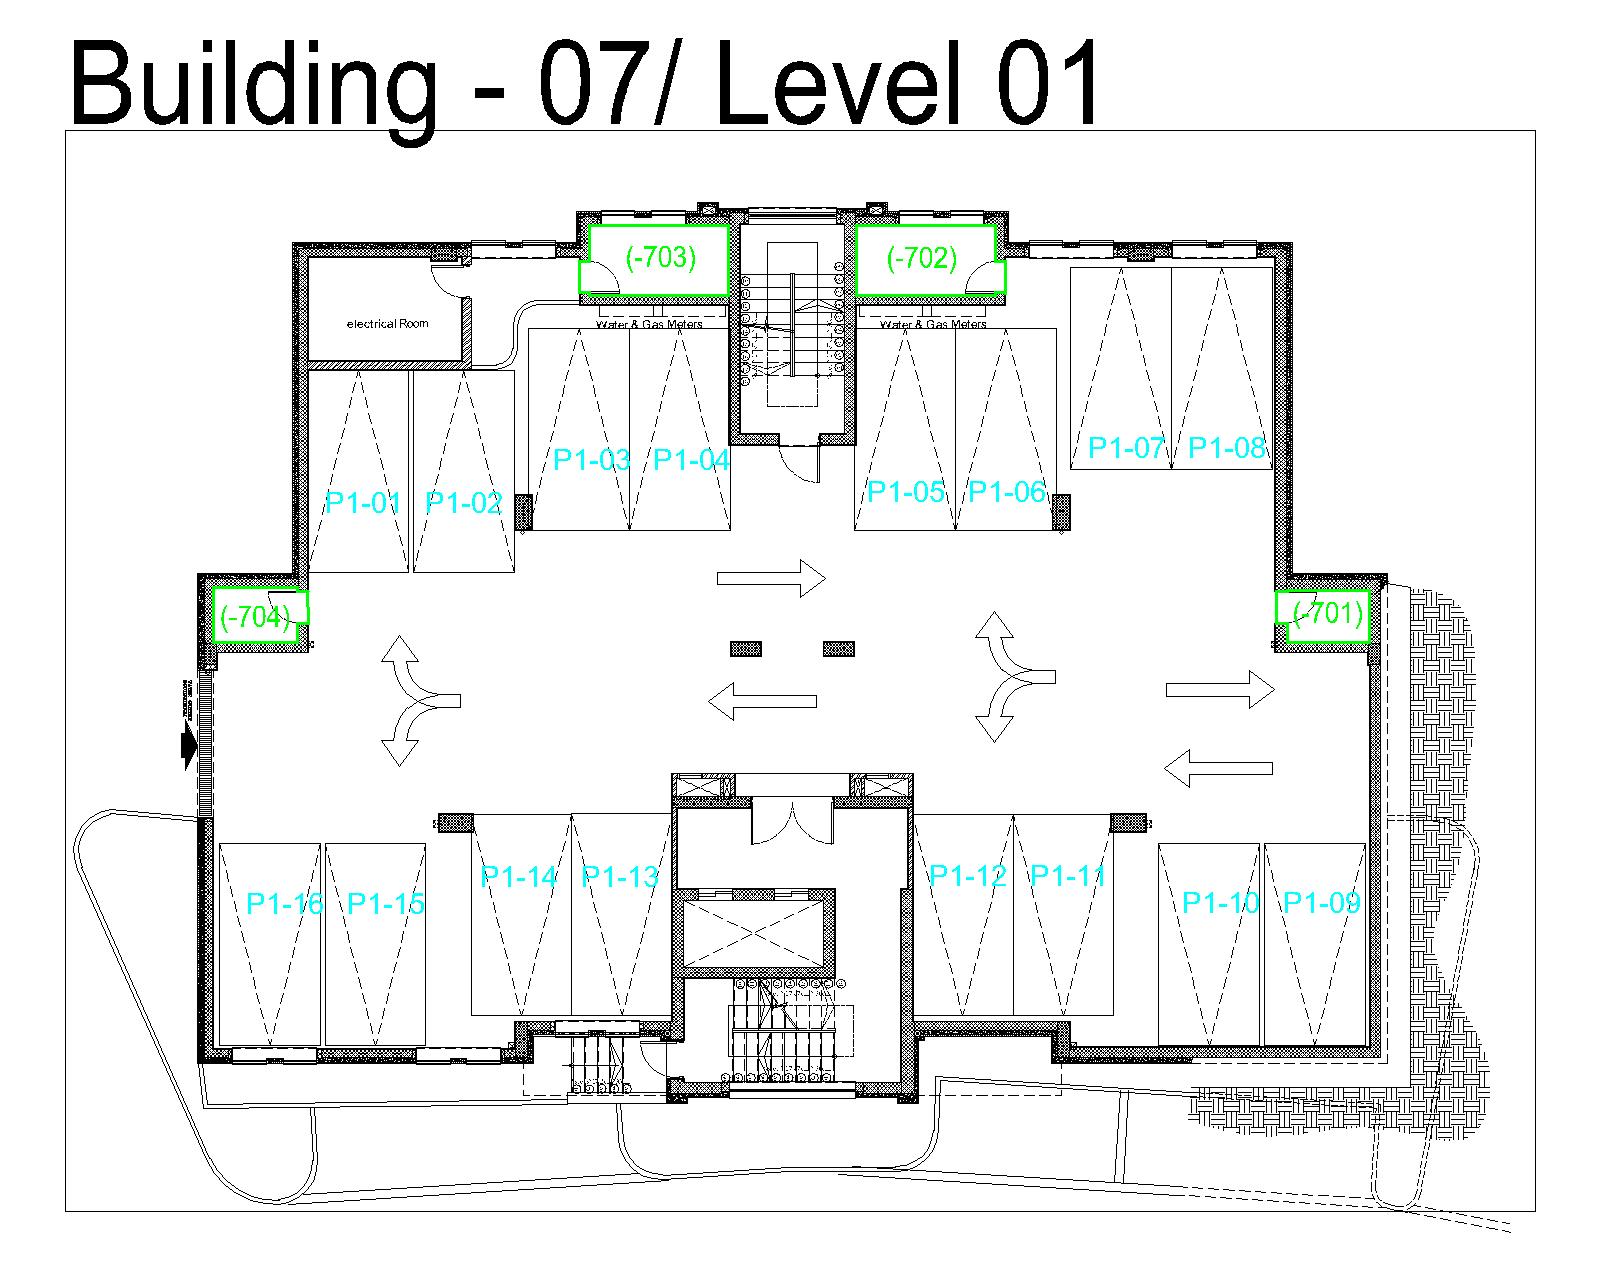 Building - 07/ Level 01
(-703)
(-702)
electrical Room
Water & Gas Meters
Water & Gas Meters
P1-07
P1-08
P1-03
P1-04
P1-05
P1-06
P1-01
P1-02
(-704)
(-701)
P1-14
P1-13
P1-12
P1-11
P1-16
P1-15
P1-10
P1-09